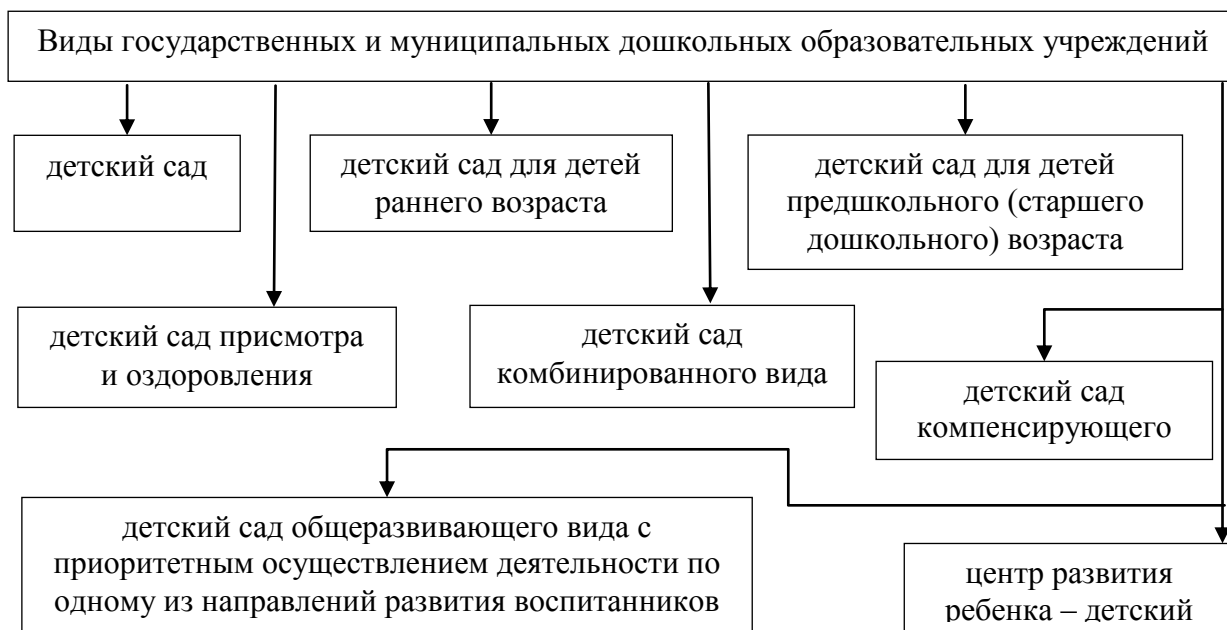 Виды государственных и муниципальных дошкольных образовательных учреждений
детский сад
детский сад для детей
раннего возраста
детский сад для детей
предшкольного (старшего
дошкольного) возраста
детский сад присмотра
и оздоровления
детский сад
комбинированного вида
детский сад
компенсирующего
детский сад общеразвивающего вида с
приоритетным осуществлением деятельности по
одному из направлений развития воспитанников
центр развития
ребенка – детский